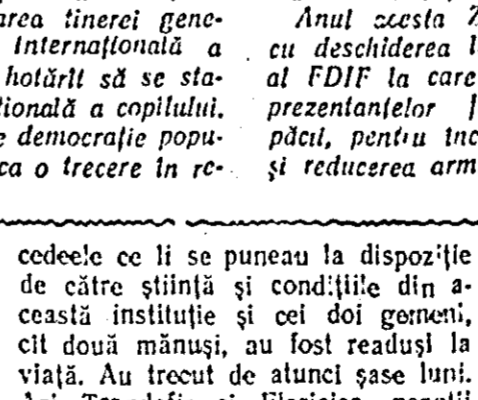 area tinerei gene-
Internațională a
hotărît să se sta-
țională a copilului.
democrație popu-
ca o trecere în re-
Anul acesta
cu deschiderea
al FDIF la care
prezentanțelor
păcii, pentru înc
și reducerea arm
cedeele ce li se puneau la dispoziție
de către știință și condițiile din a-
ceastă instituție și cei doi gemeni,
cît două mănuși, au fost readuși la
viață. Au trecut de atunci șase luni.